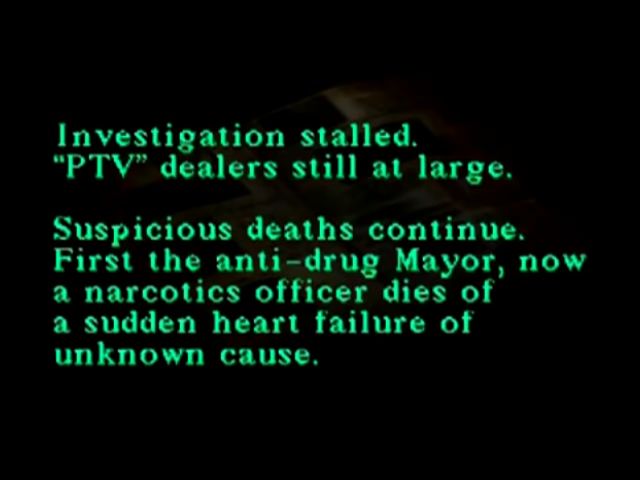 Investigation stalled.
“PTV” dealers still at large.
Suspicious deaths continue.
First the anti-drug Mayor, now
a narcotics officer dies of
a sudden heart failure of
unknown cause.